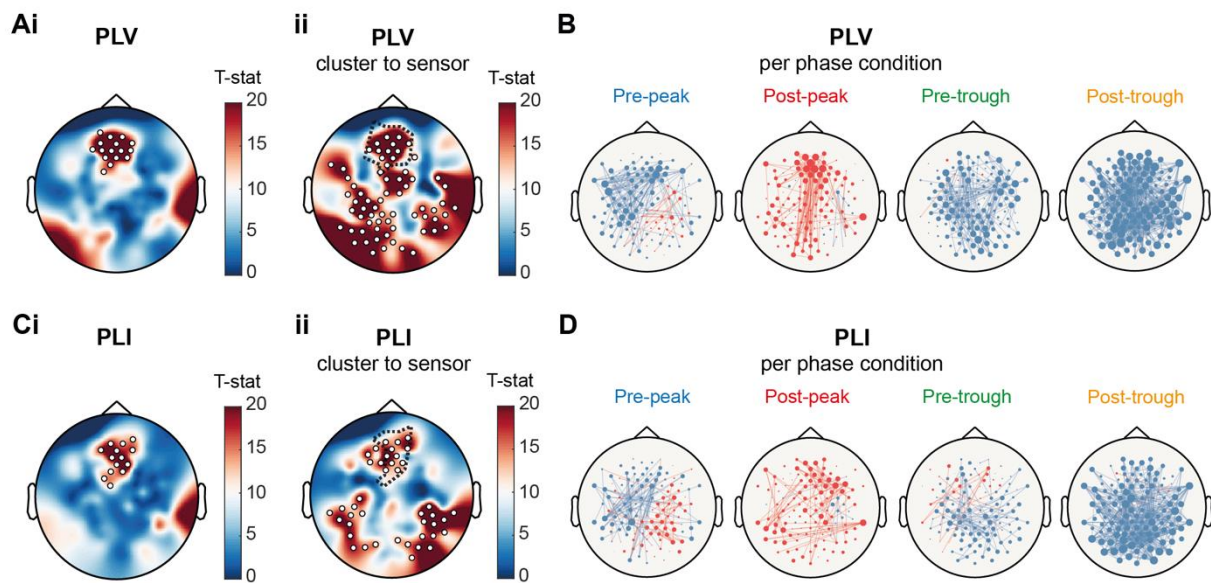 Ai
PLV
T-stat
20
15
10
5
0
ii
PLV
cluster to sensor
T-stat
20
15
10
5
0
B
PLV
per phase condition
Pre-peak
Post-peak
Pre-trough
Post-trough
Ci
PLI
T-stat
20
15
10
5
0
ii
PLI
cluster to sensor
T-stat
20
15
10
5
0
D
PLI
per phase condition
Pre-peak
Post-peak
Pre-trough
Post-trough